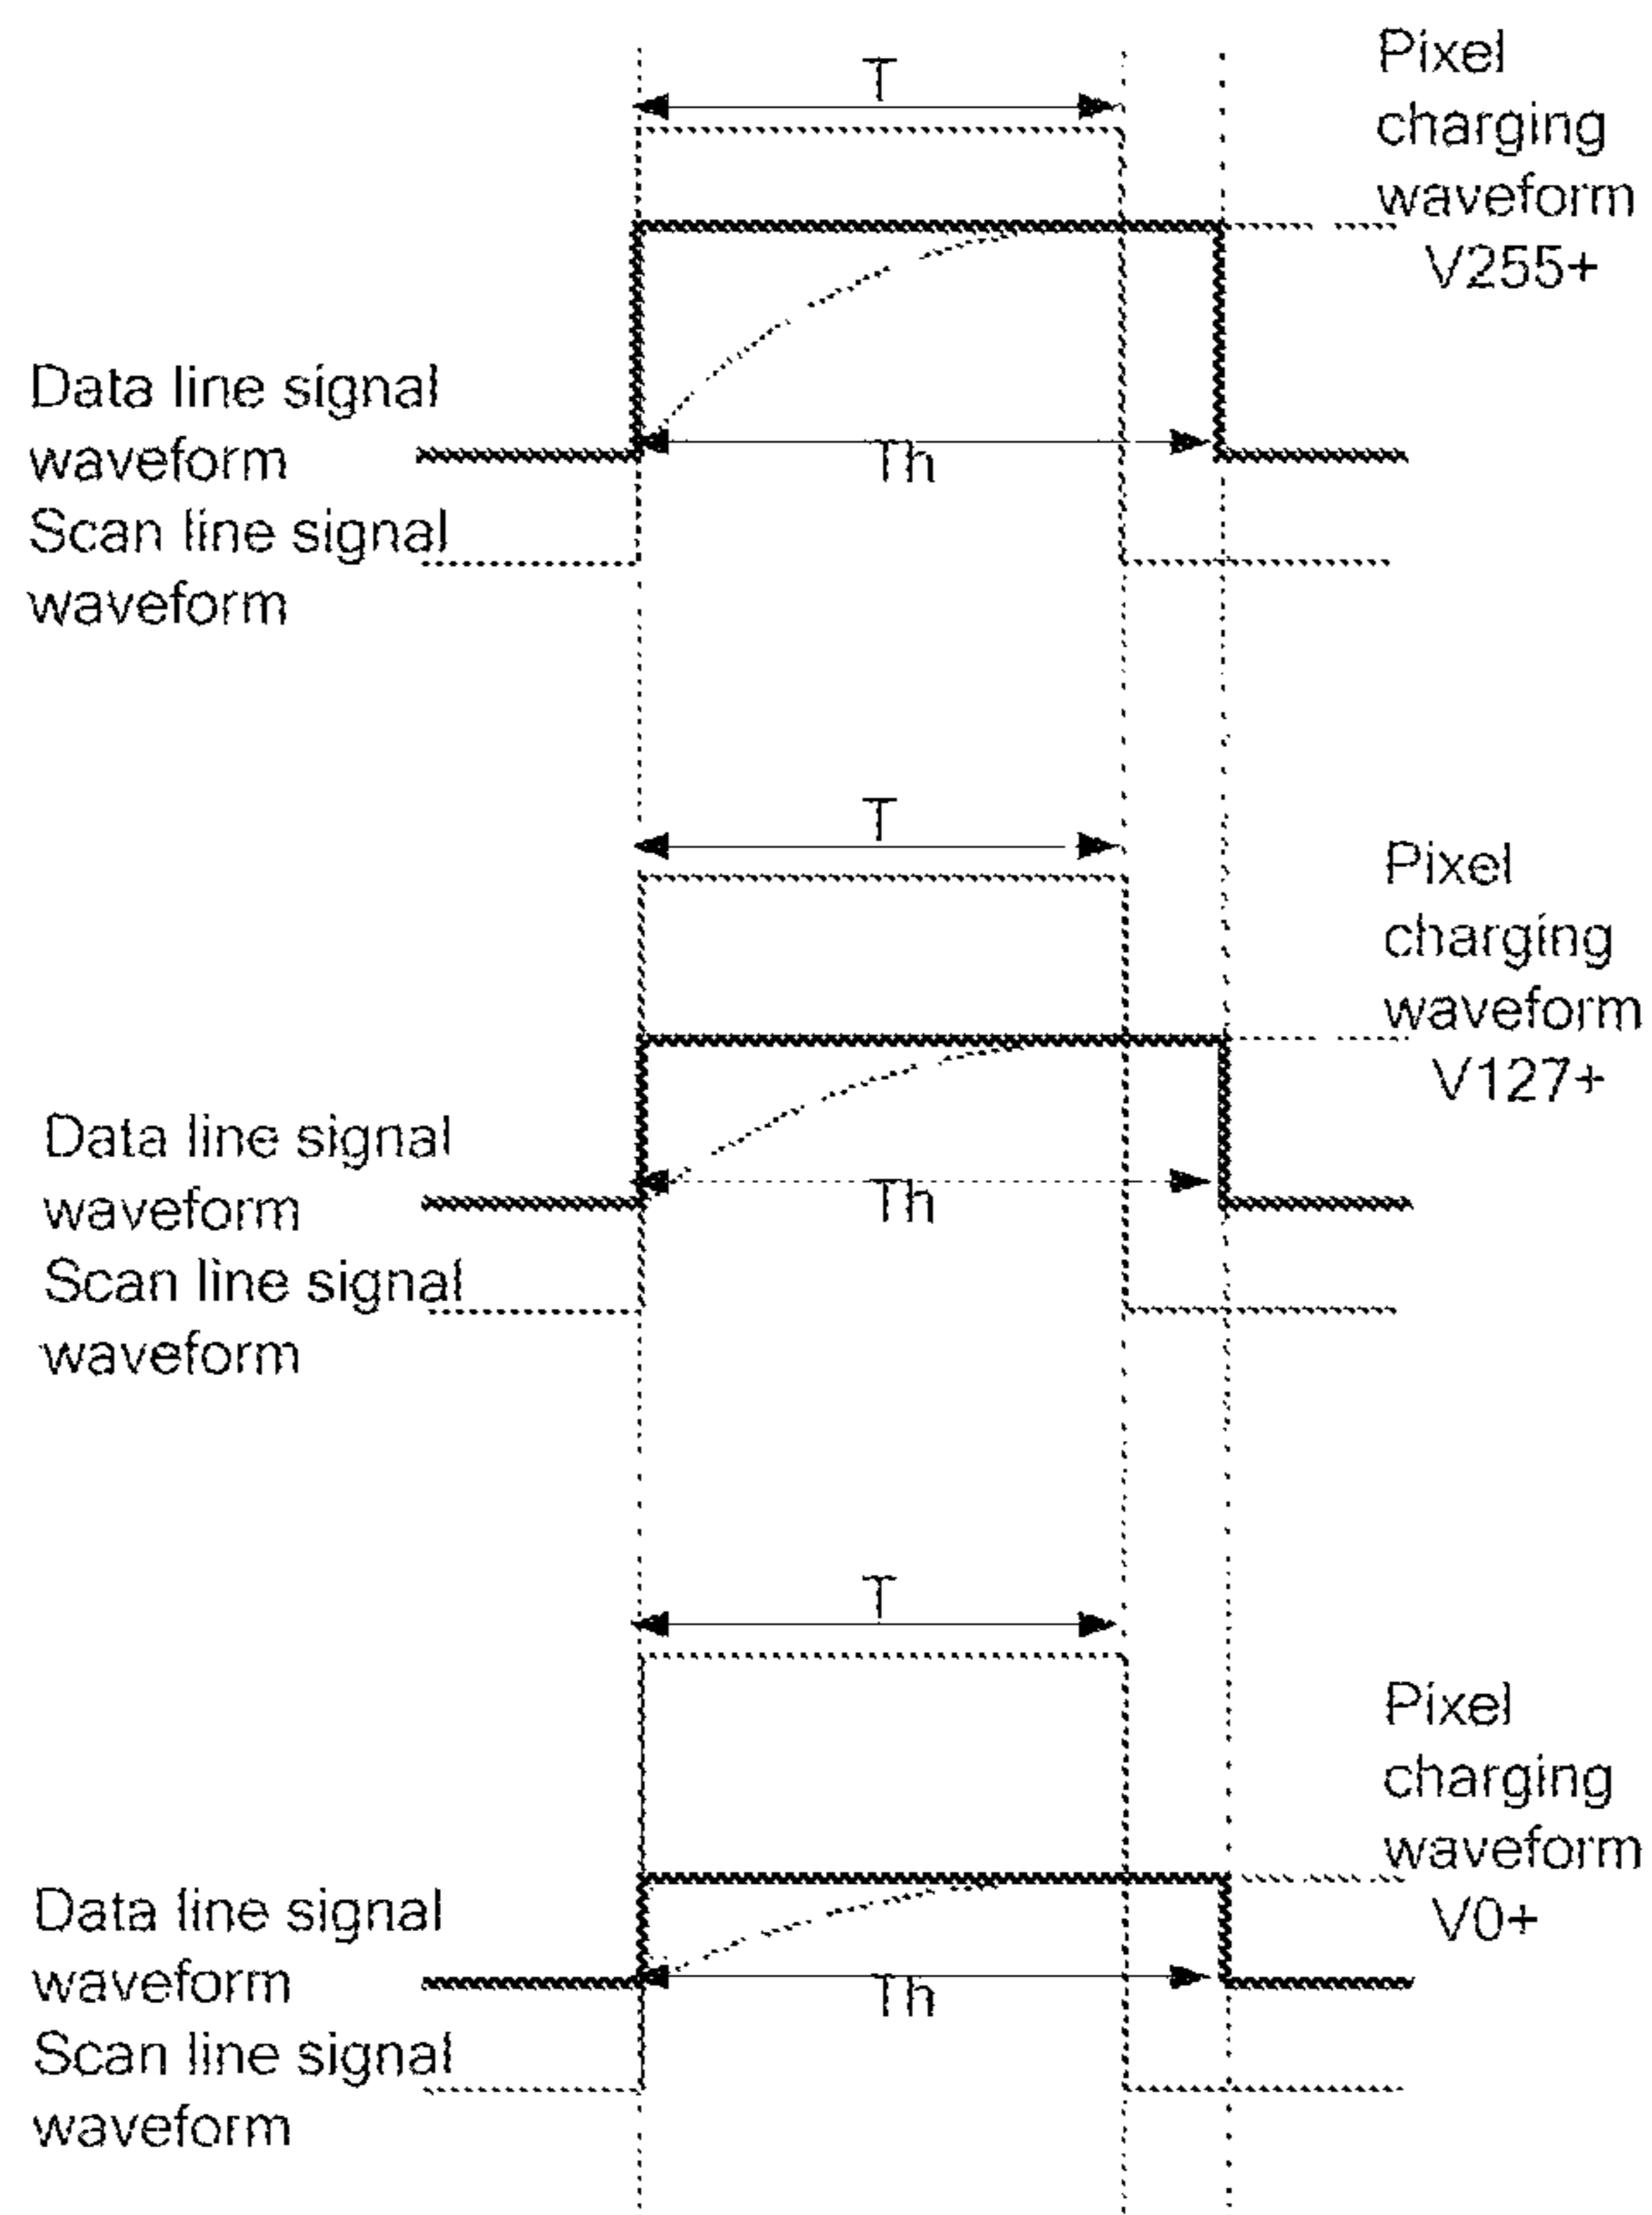 T
Pixel
charging
waveform
V255+
Data line signal
waveform
Th
Scan line signal
waveform
T
Pixel
charging
waveform
V127+
Data line signal
waveform
Th
Scan line signal
waveform
T
Pixel
charging
waveform
V0+
Data line signal
waveform
Th
Scan line signal
waveform